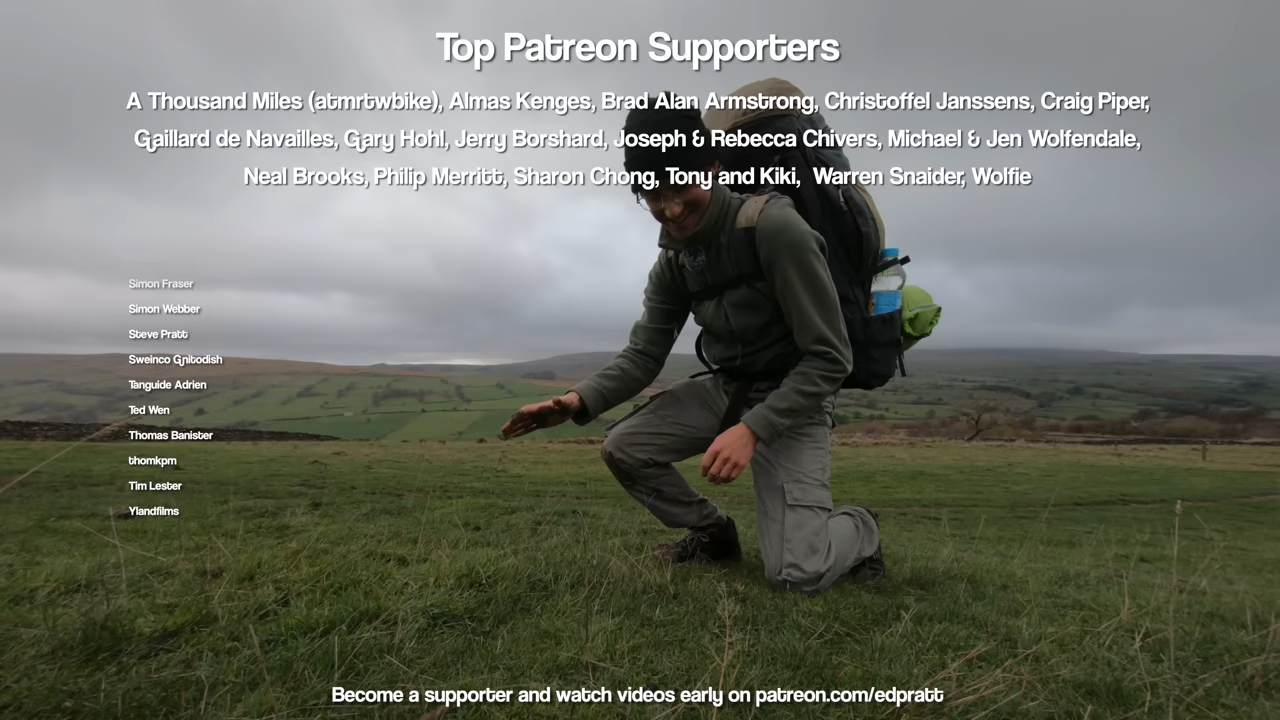 Top Patreon Supporters
A Thousand Miles (atmrtwbike), Almas Kenges, Brad Alan Armstrong, Christoffel Janssens, Craig Piper,
Gaillard de Navailles, Gary Hohl, Jerry Borshard, Joseph & Rebecca Chivers, Michael & Jen Wolfendale,
Neal Brooks, Philip Merritt, Sharon Chong, Tony and Kiki, Warren Snaider, Wolfie
Simon Fraser
Simon Webber
Steve Pratt
Sweinco Gnitodish
Tanguide Adrien
Ted Wen
Thomas Banister
thomkpm
Tim Lester
Ylandfilms
Become a supporter and watch videos early on patreon.com/edpratt